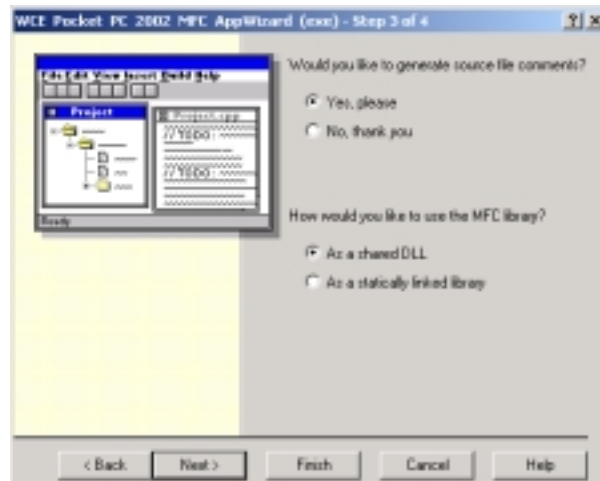 WCE Pocket PC 2002 MFC AppWizard (exe) - Step 3 of 4
File Edit View Insert Build Help
Project
Project.cpp
// TODO:
// TODO:
Ready
Would you like to generate source file comments?
Yes, please
No, thank you
How would you like to use the MFC library?
As a shared DLL
As a statically linked library
< Back
Next >
Finish
Cancel
Help